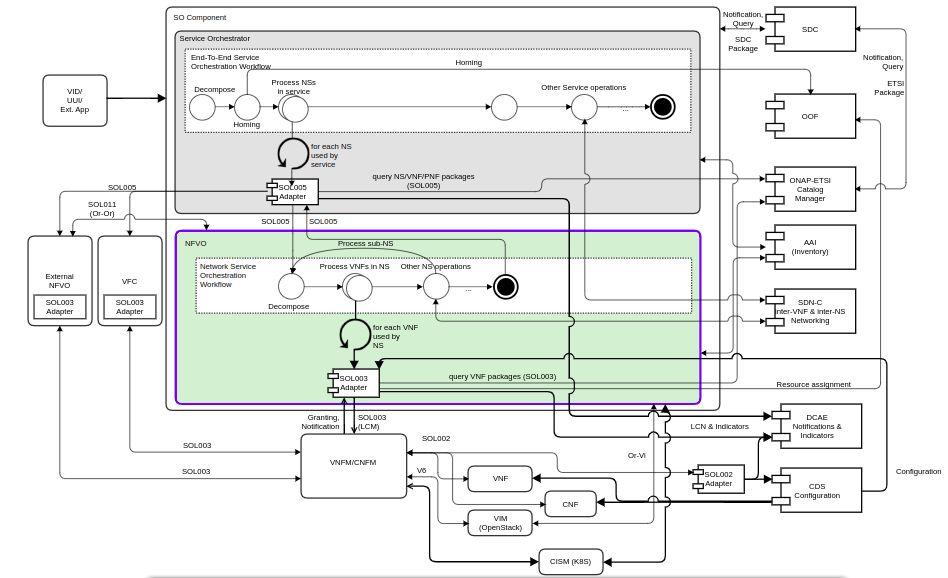 SO Component
Service Orchestrator
End-To-End Service
Orchestration Workflow
Homing
Decompose
Homing
Process NSs
in service
Other Service operations
...
for each NS
used by
service
VID/
UUI/
Ext. App
SOL005
Adapter
query NS/VNF/PNF packages
(SOL005)
SOL005
SOL011
(Or-Or)
SOL005
SOL005
NFVO
Process sub-NS
Network Service
Orchestration
Workflow
Process VNFs in NS
Other NS operations
Decompose
...
for each VNF
used by
NS
SOL003
Adapter
query VNF packages (SOL003)
External
NFVO
SOL003
Adapter
VFC
SOL003
Adapter
Notification,
Query
SDC
Package
SDC
Notification,
Query
ETSI
Package
OOF
ONAP-ETSI
Catalog
Manager
AAI
(Inventory)
SDN-C
nter-VNF & inter-NS
Networking
Resource assignment
DCAE
Notifications &
Indicators
LCN & Indicators
Granting,
Notification
SOL003
(LCM)
SOL003
SOL003
VNFM/CNFM
SOL002
V6
Or-Vi
VNF
CNF
VIM
(OpenStack)
CISM (K8S)
SOL002
Adapter
CDS
Configuration
Configuration